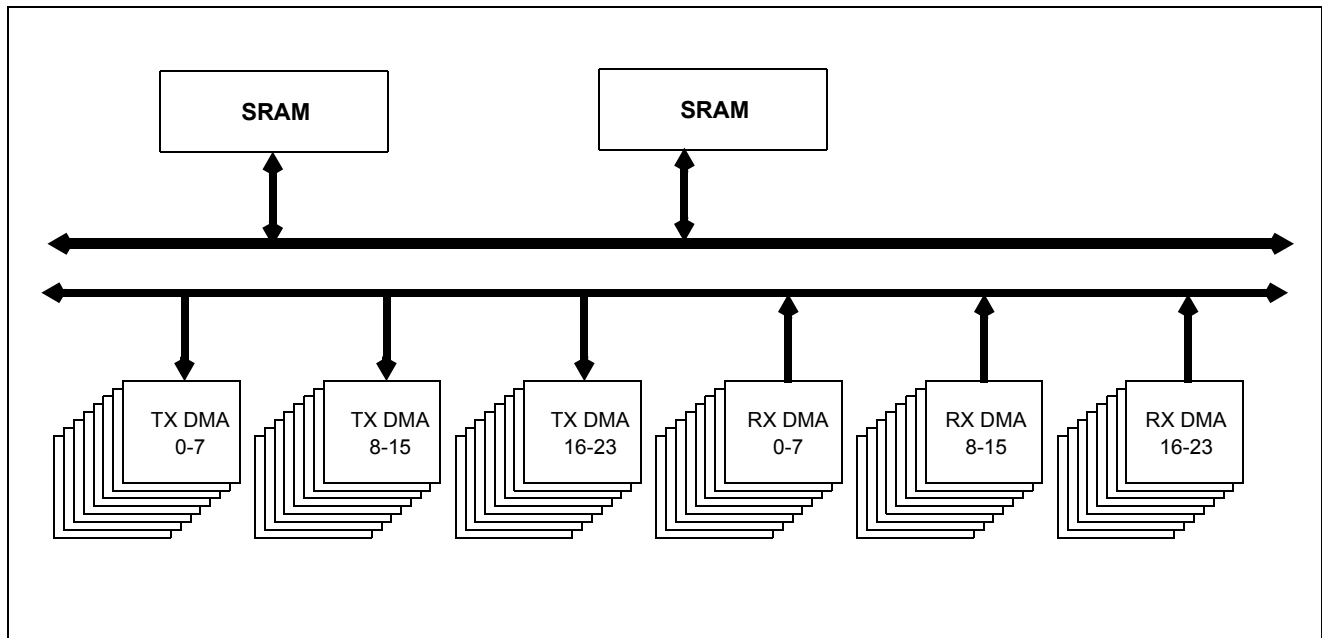 SRAM
SRAM
TX DMA
0-7
TX DMA
8-15
TX DMA
16-23
RX DMA
0-7
RX DMA
8-15
RX DMA
16-23